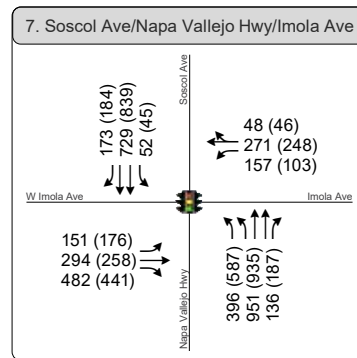 7. Soscol Ave/Napa Vallejo Hwy/Imola Ave
Soscol Ave
173 (184)
729 (839)
52 (45)
48 (46)
271 (248)
157 (103)
W Imola Ave
Imola Ave
151 (176)
294 (258)
482 (441)
Napa Vallejo Hwy
396 (587)
951 (935)
136 (187)